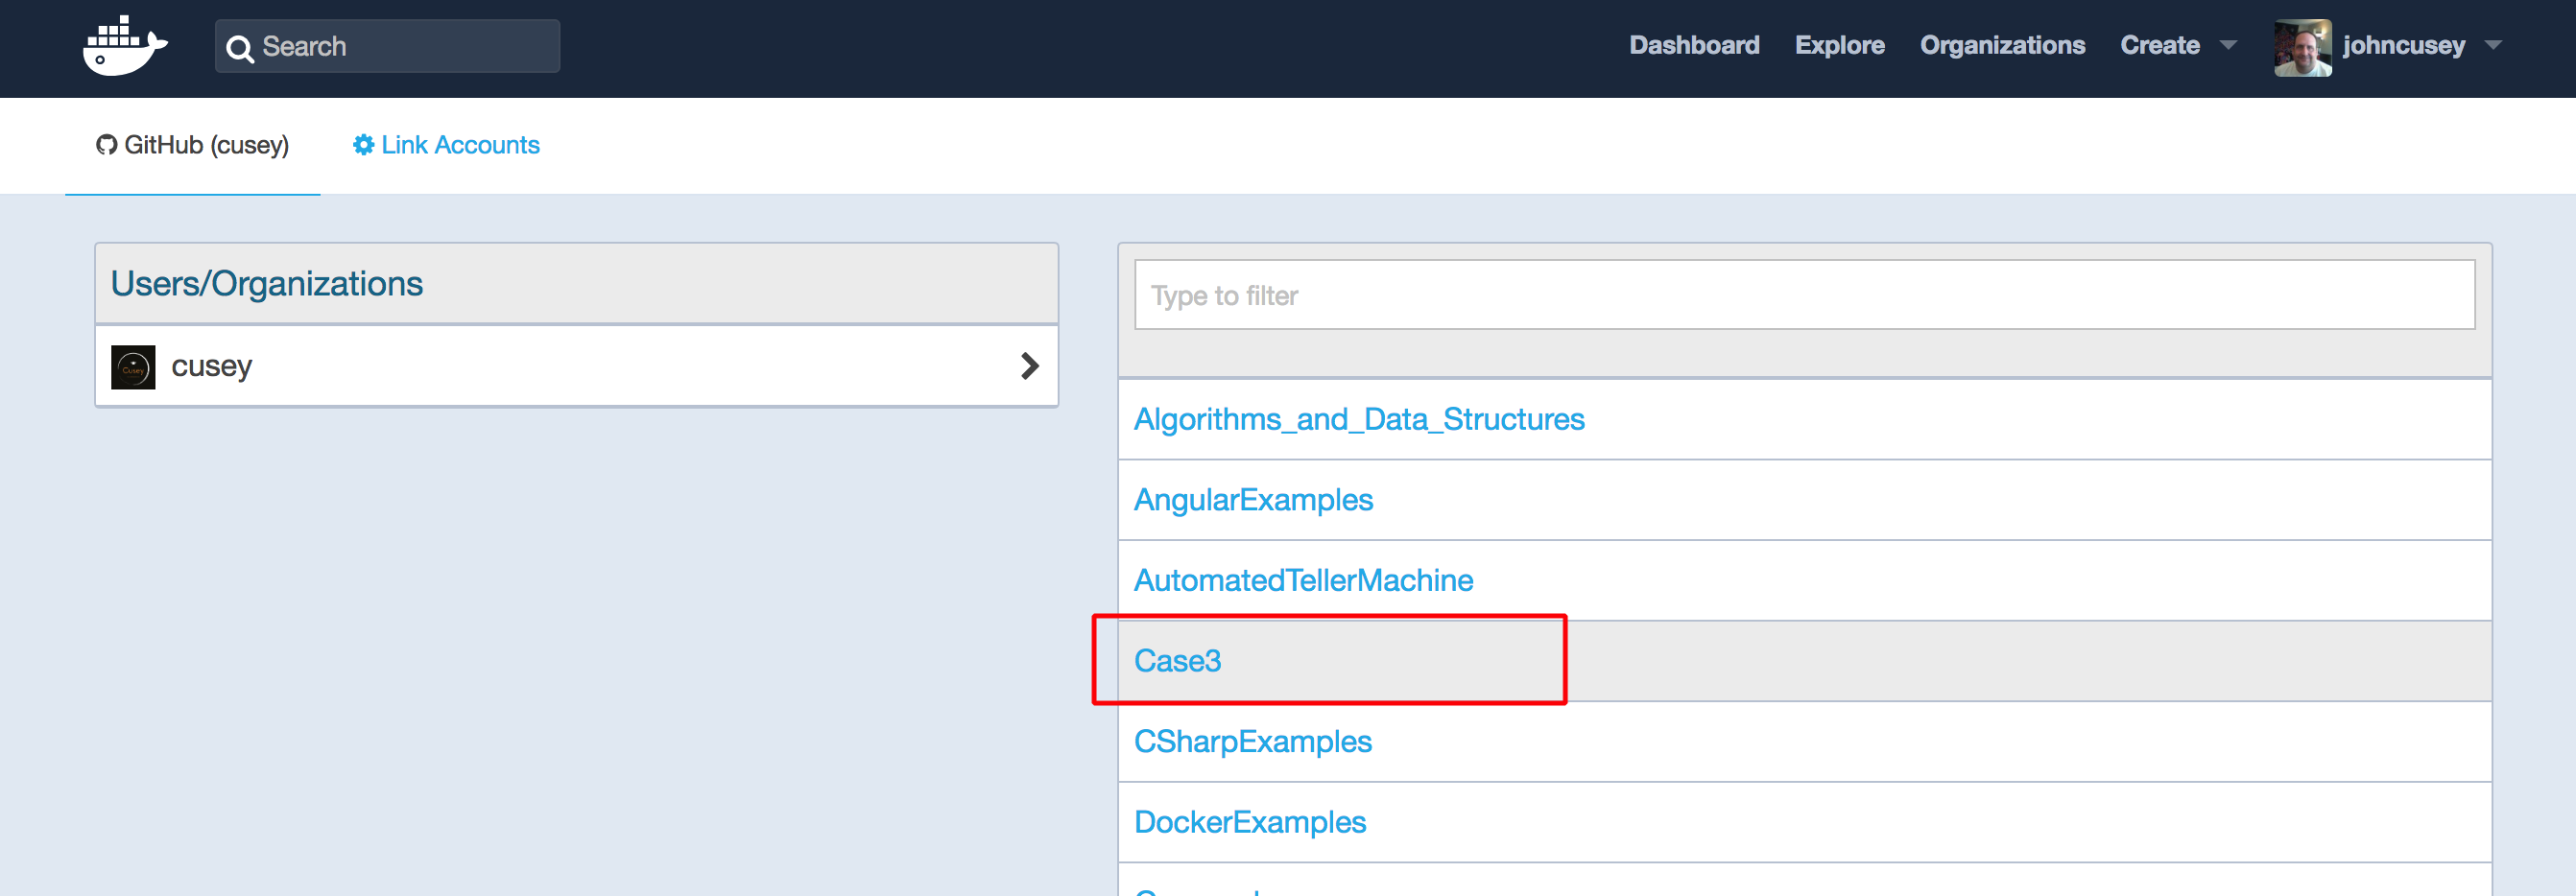 Search
Dashboard Explore Organizations Create johncusey
GitHub (cusey) Link Accounts
Users/Organizations
cusey
Type to filter
Algorithms_and_Data_Structures
AngularExamples
AutomatedTellerMachine
Case3
CSharpExamples
DockerExamples